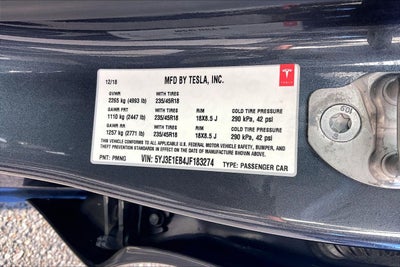 12/18 MFD BY TESLA, INC.
TESLA
GVWR WITH TIRES
2265 kg (4993 lb) 235/45R18
GAWR FRT WITH TIRES RIM COLD TIRE PRESSURE
1110 kg (2447 lb) 235/45R18 18X8.5 J 290 kPa, 42 psi
GAWR RR WITH TIRES RIM COLD TIRE PRESSURE
1257 kg (2771 lb) 235/45R18 18X8.5 J 290 kPa, 42 psi
THIS VEHICLE CONFORMS TO ALL APPLICABLE U.S. FEDERAL MOTOR VEHICLE SAFETY, BUMPER, AND
THEFT PREVENTION STANDARDS IN EFFECT ON THE DATE OF MANUFACTURE SHOWN ABOVE.
PNT: PMNG VIN: 5YJ3E1EB4JF183274 TYPE: PASSENGER CAR